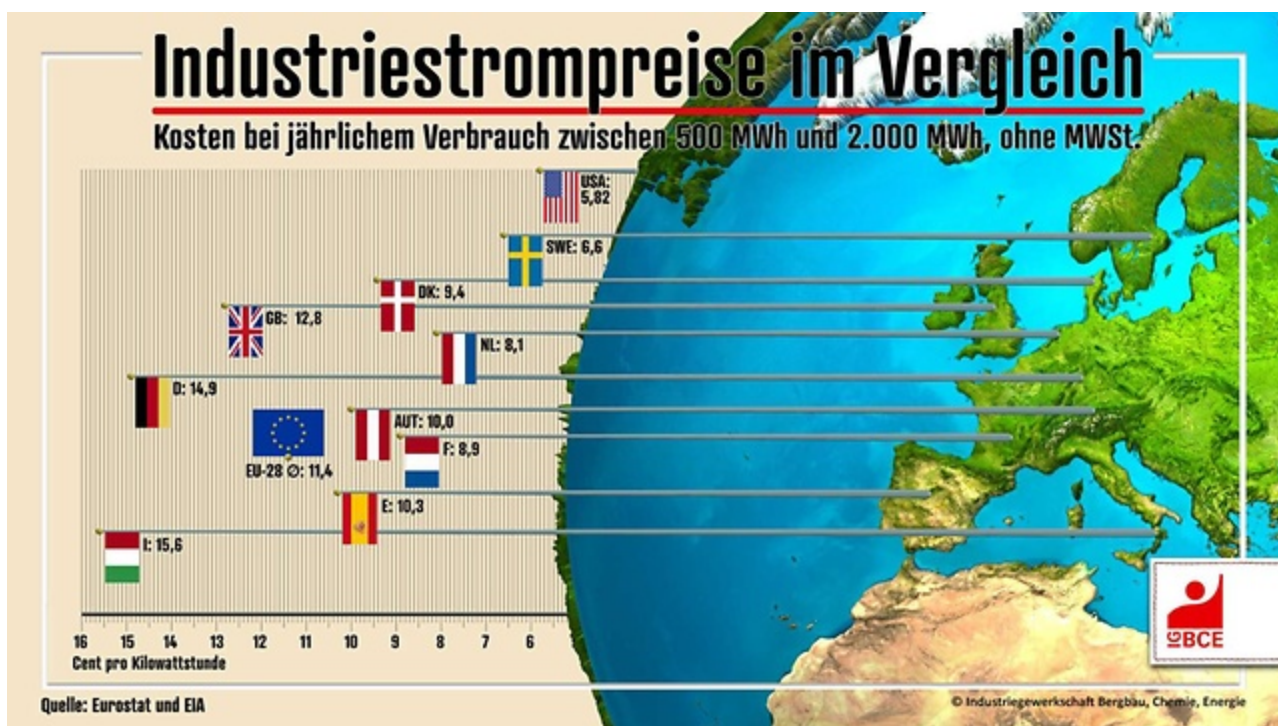 Industriestrompreise im Vergleich
Kosten bei jährlichem Verbrauch zwischen 500 MWh und 2.000 MWh, ohne MWSt.
USA:
5,82
SWE: 6,6
DK: 9,4
GB: 12,8
NL: 8,1
D: 14,9
AUT: 10,0
F: 8,9
EU-28 ∅: 11,4
E: 10,3
I: 15,6
16 15 14 13 12 11 10 9 8 7 6
Cent pro Kilowattstunde
IG BCE
Quelle: Eurostat und EIA
© Industriegewerkschaft Bergbau, Chemie, Energie